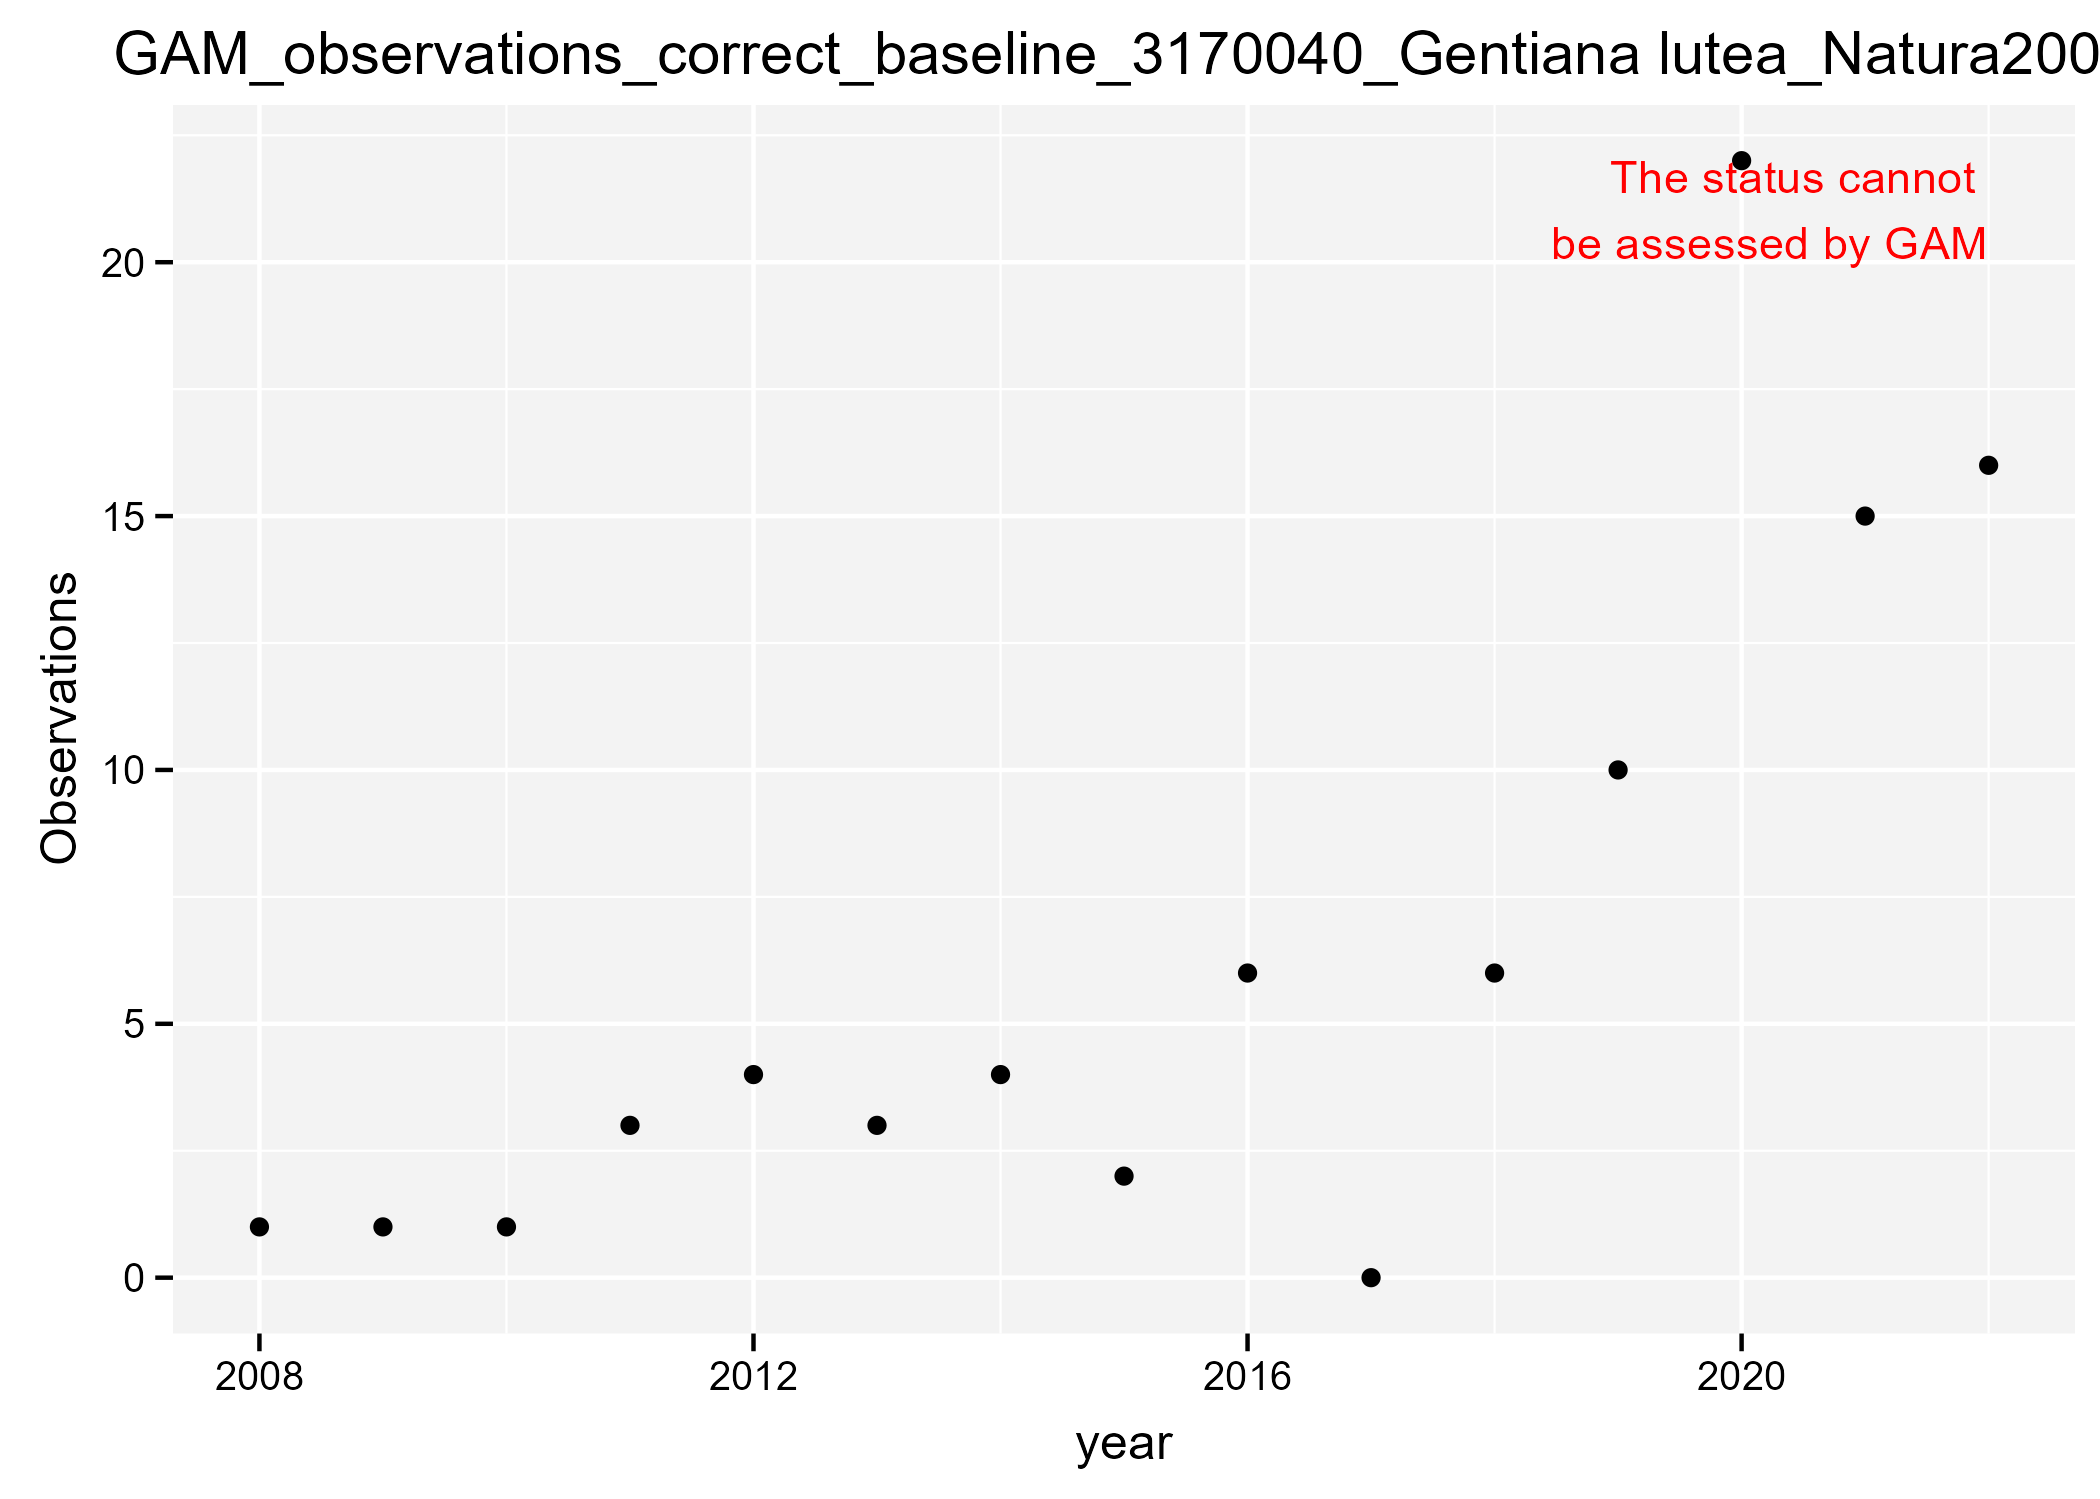 GAM_observations_correct_baseline_3170040_Gentiana lutea_Natura200
The status cannot
be assessed by GAM
20
15
10
5
0
Observations
2008 2012 2016 2020
year